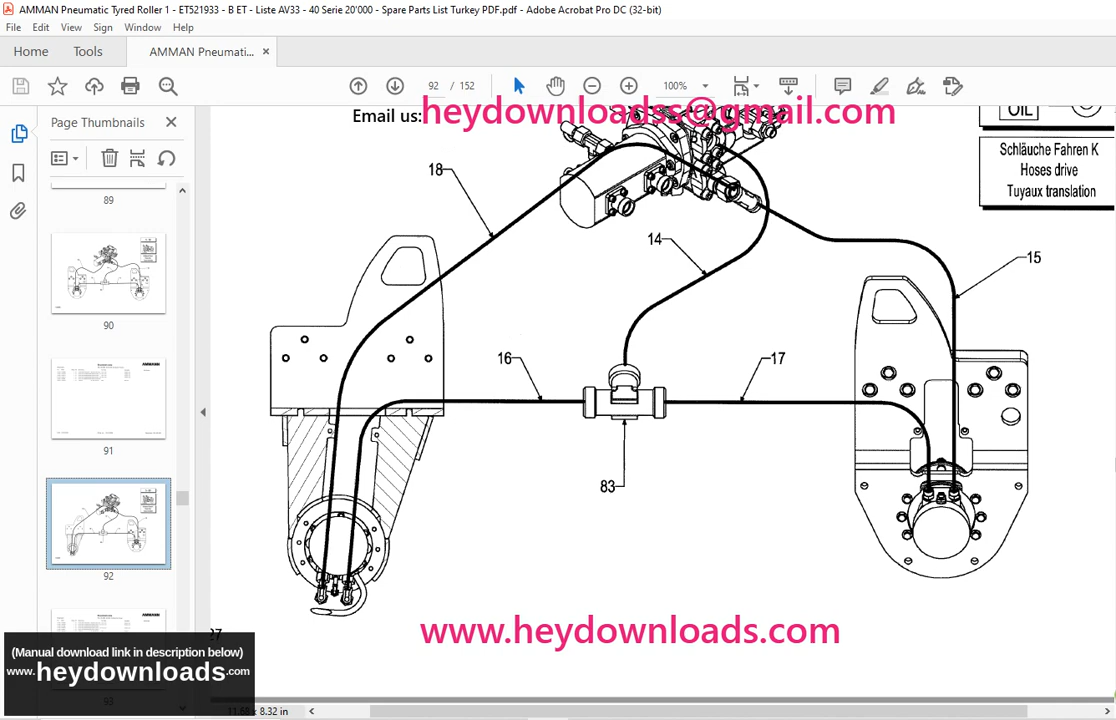 AMMAN Pneumatic Tyred Roller 1 - ET521933 - B ET - Liste AV33 - 40 Serie 20'000 - Spare Parts List Turkey PDF.pdf - Adobe Acrobat Pro DC (32-bit)
File Edit View Sign Window Help
Home Tools AMMAN Pneumati... ×
92 / 152 100%
Page Thumbnails
89
90
91
92
93
Email us: heydownloadss@gmail.com
OIL
Schläuche Fahren K
Hoses drive
Tuyaux translation
18
14
15
16
17
83
27
www.heydownloads.com
(Manual download link in description below)
www.heydownloads.com
11.58 x 8.32 in